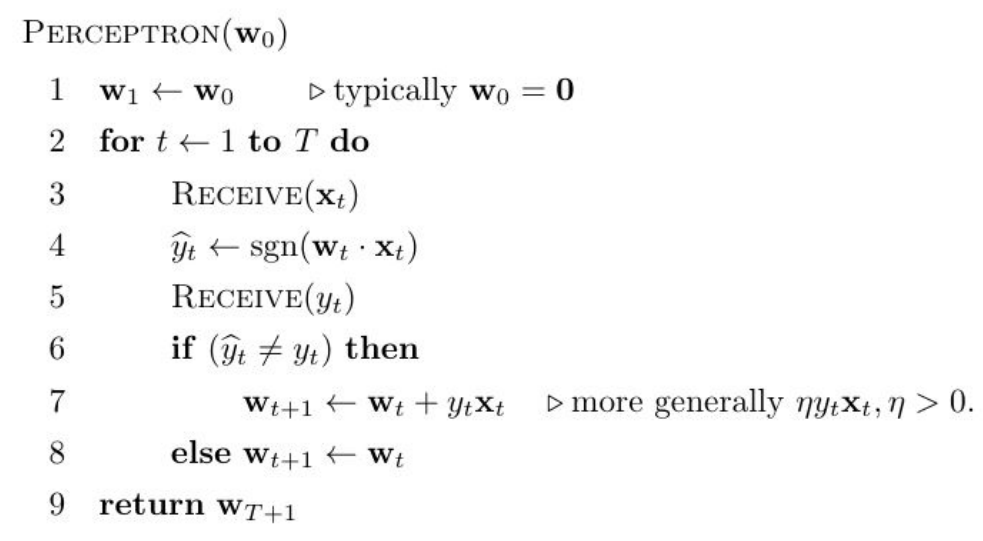 PERCEPTRON(w₀)
1 w₁ ← w₀ ▷ typically w₀ = 0
2 for t ← 1 to T do
3 RECEIVE(xₜ)
4 ŷₜ ← sgn(wₜ · xₜ)
5 RECEIVE(yₜ)
6 if (ŷₜ ≠ yₜ) then
7 wₜ₊₁ ← wₜ + yₜxₜ ▷ more generally ηyₜxₜ, η > 0.
8 else wₜ₊₁ ← wₜ
9 return w_{T+1}